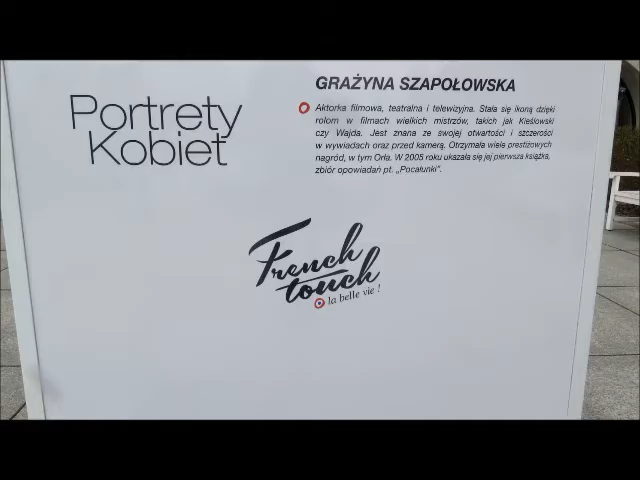 Portrety
Kobiet
GRAŻYNA SZAPOŁOWSKA
Aktorka filmowa, teatralna i telewizyjna. Stała się ikoną dzięki
rolom w filmach wielkich mistrzów, takich jak Kieślowski
czy Wajda. Jest znana ze swojej otwartości i szczerości
w wywiadach oraz przed kamerą. Otrzymała wiele prestiżowych
nagród, w tym Orła. W 2005 roku ukazała się jej pierwsza książka,
zbiór opowiadań pt. „Pocałunki”.
French
touch
la belle vie !